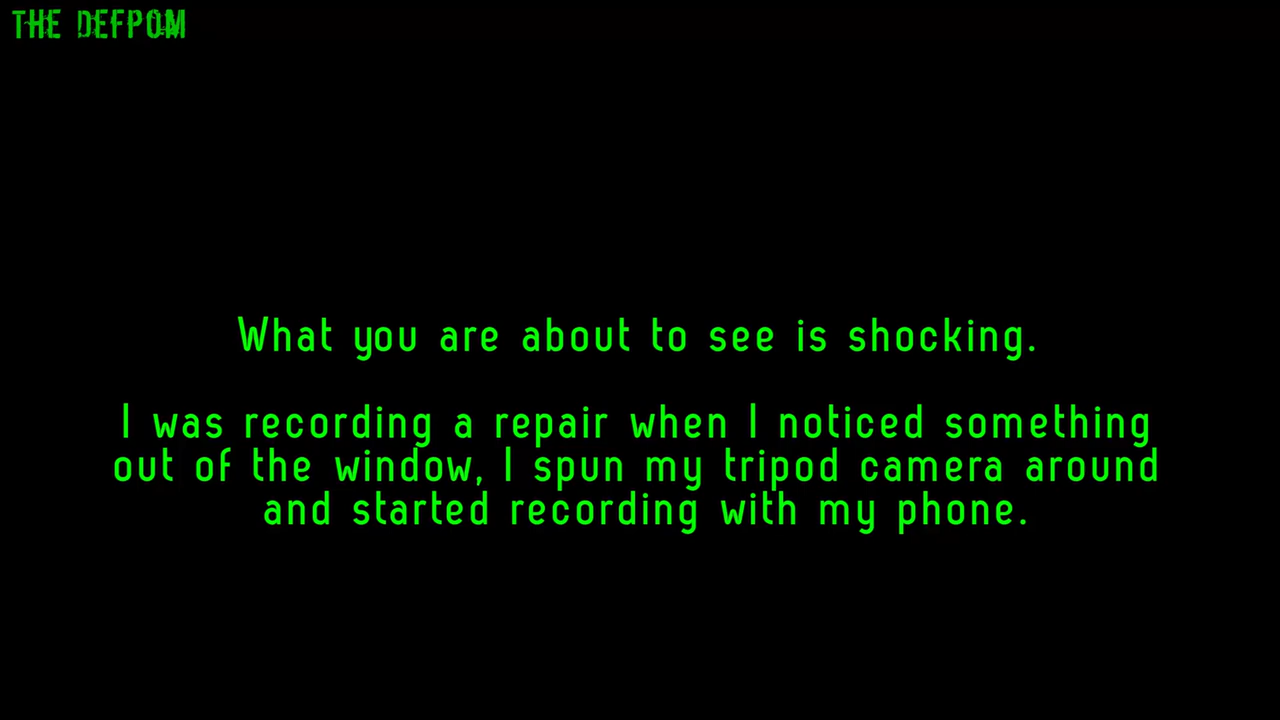 THE DEFPOM
What you are about to see is shocking.
I was recording a repair when I noticed something
out of the window, I spun my tripod camera around
and started recording with my phone.